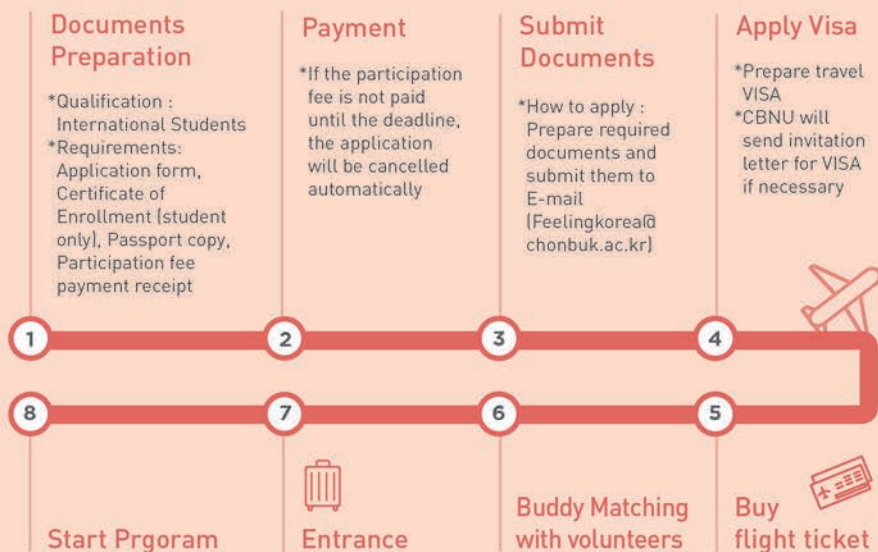 Documents
Preparation
*Qualification :
International Students
*Requirements:
Application form,
Certificate of
Enrollment (student
only), Passport copy,
Participation fee
payment receipt
Payment
*If the participation
fee is not paid
until the deadline,
the application
will be cancelled
automatically
Submit
Documents
*How to apply :
Prepare required
documents and
submit them to
E-mail
(Feelingkorea@
chonbuk.ac.kr)
Apply Visa
*Prepare travel
VISA
*CBNU will
send invitation
letter for VISA
if necessary
1
2
3
4
8
7
6
5
Start Prgoram
Entrance
Buddy Matching
with volunteers
Buy
flight ticket